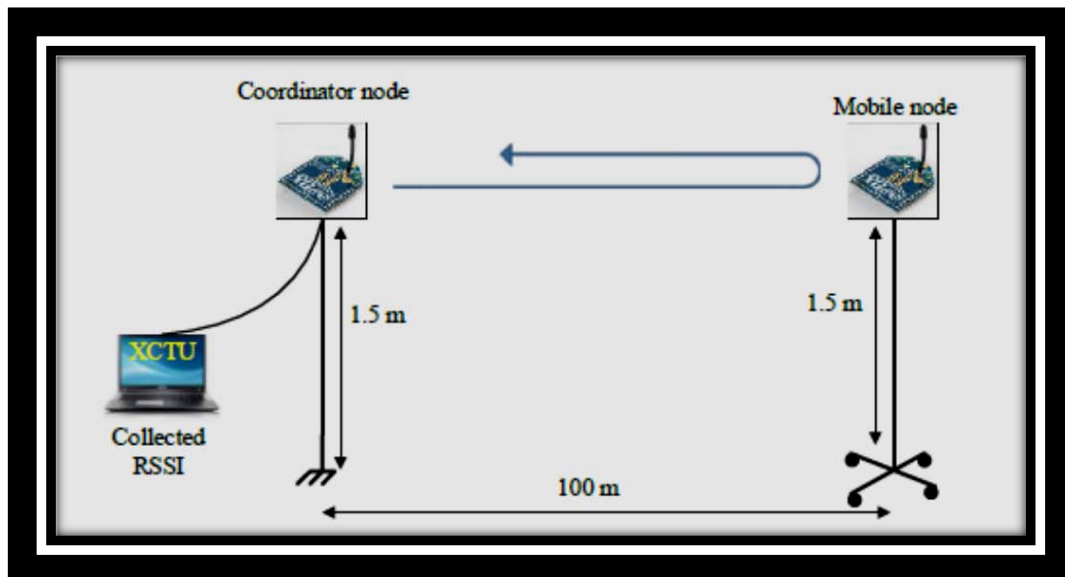 Coordinator node
Mobile node
1.5 m
1.5 m
XCTU
Collected
RSSI
100 m